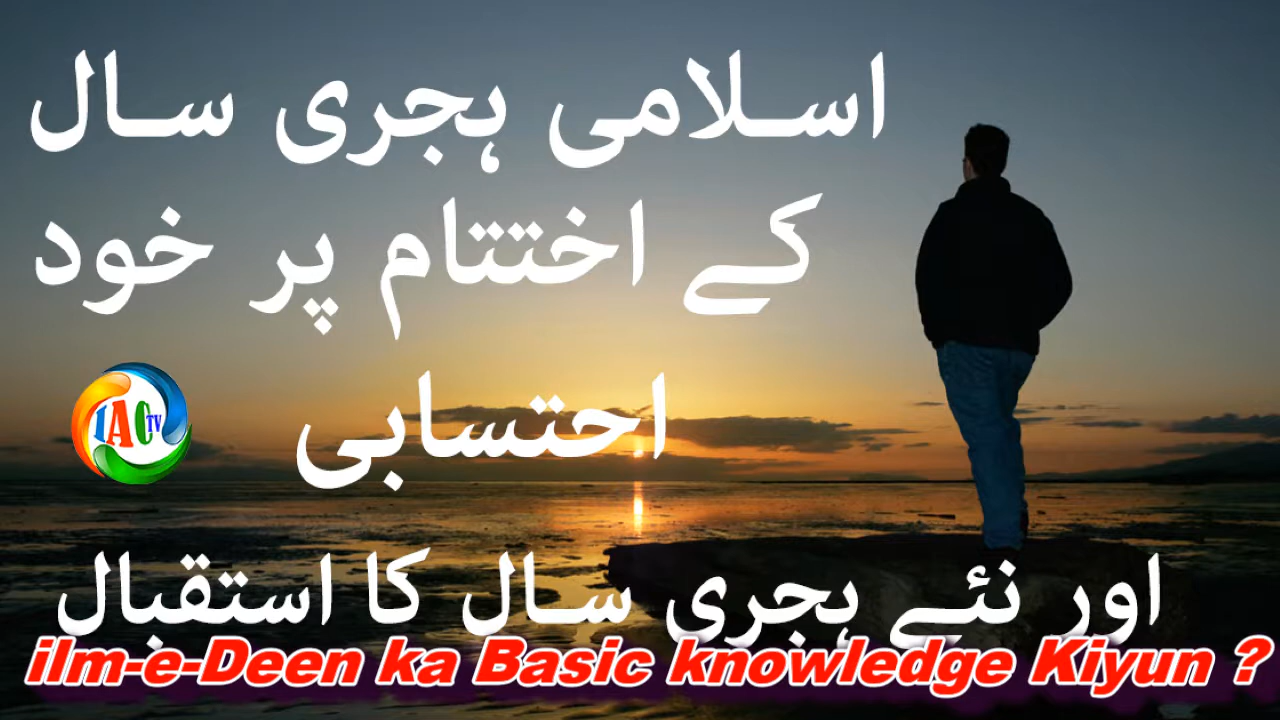 اسلامی ہجری سال
کے اختتام پر خود
احتسابی
IAC TV
اور نئے ہجری سال کا استقبال
ilm-e-Deen ka Basic knowledge Kiyun ?